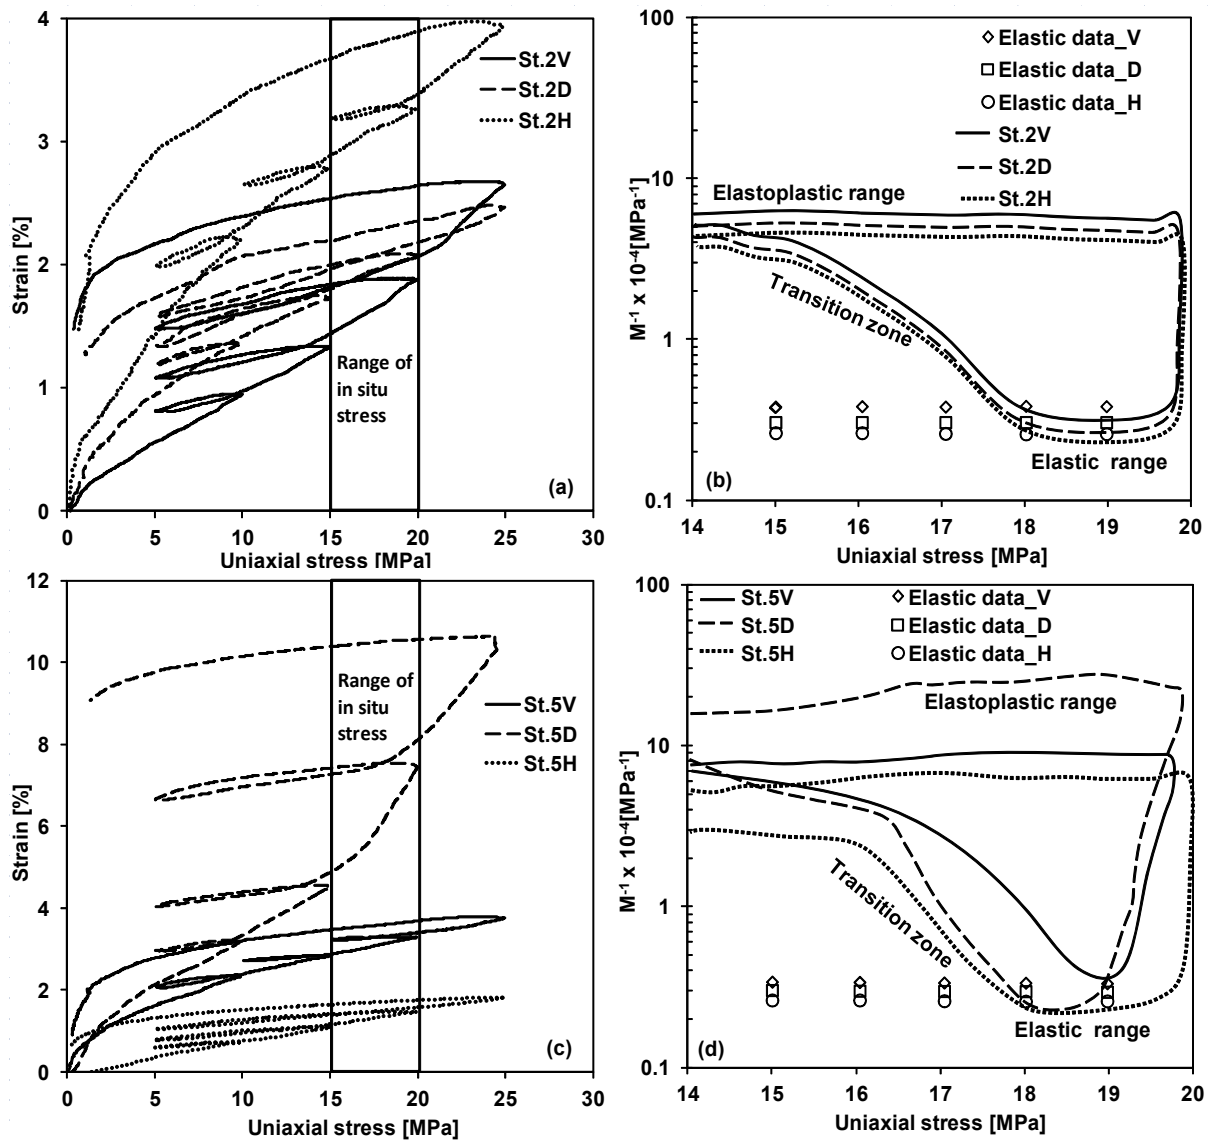 4
3
2
1
0
Strain [%]
St.2V
St.2D
St.2H
Range of
in situ
stress
(a)
0 5 10 15 20 25 30
Uniaxial stress [MPa]
100
10
1
0.1
M⁻¹ x 10⁻⁴[MPa⁻¹]
Elastic data_V
Elastic data_D
Elastic data_H
St.2V
St.2D
St.2H
Elastoplastic range
Transition zone
Elastic range
(b)
14 15 16 17 18 19 20
Uniaxial stress [MPa]
12
10
8
6
4
2
0
Strain [%]
Range of
in situ
stress
St.5V
St.5D
St.5H
(c)
0 5 10 15 20 25 30
Uniaxial stress [MPa]
100
10
1
0.1
M⁻¹ x 10⁻⁴[MPa⁻¹]
St.5V
St.5D
St.5H
Elastic data_V
Elastic data_D
Elastic data_H
Elastoplastic range
Transition zone
Elastic range
(d)
14 15 16 17 18 19 20
Uniaxial stress [MPa]